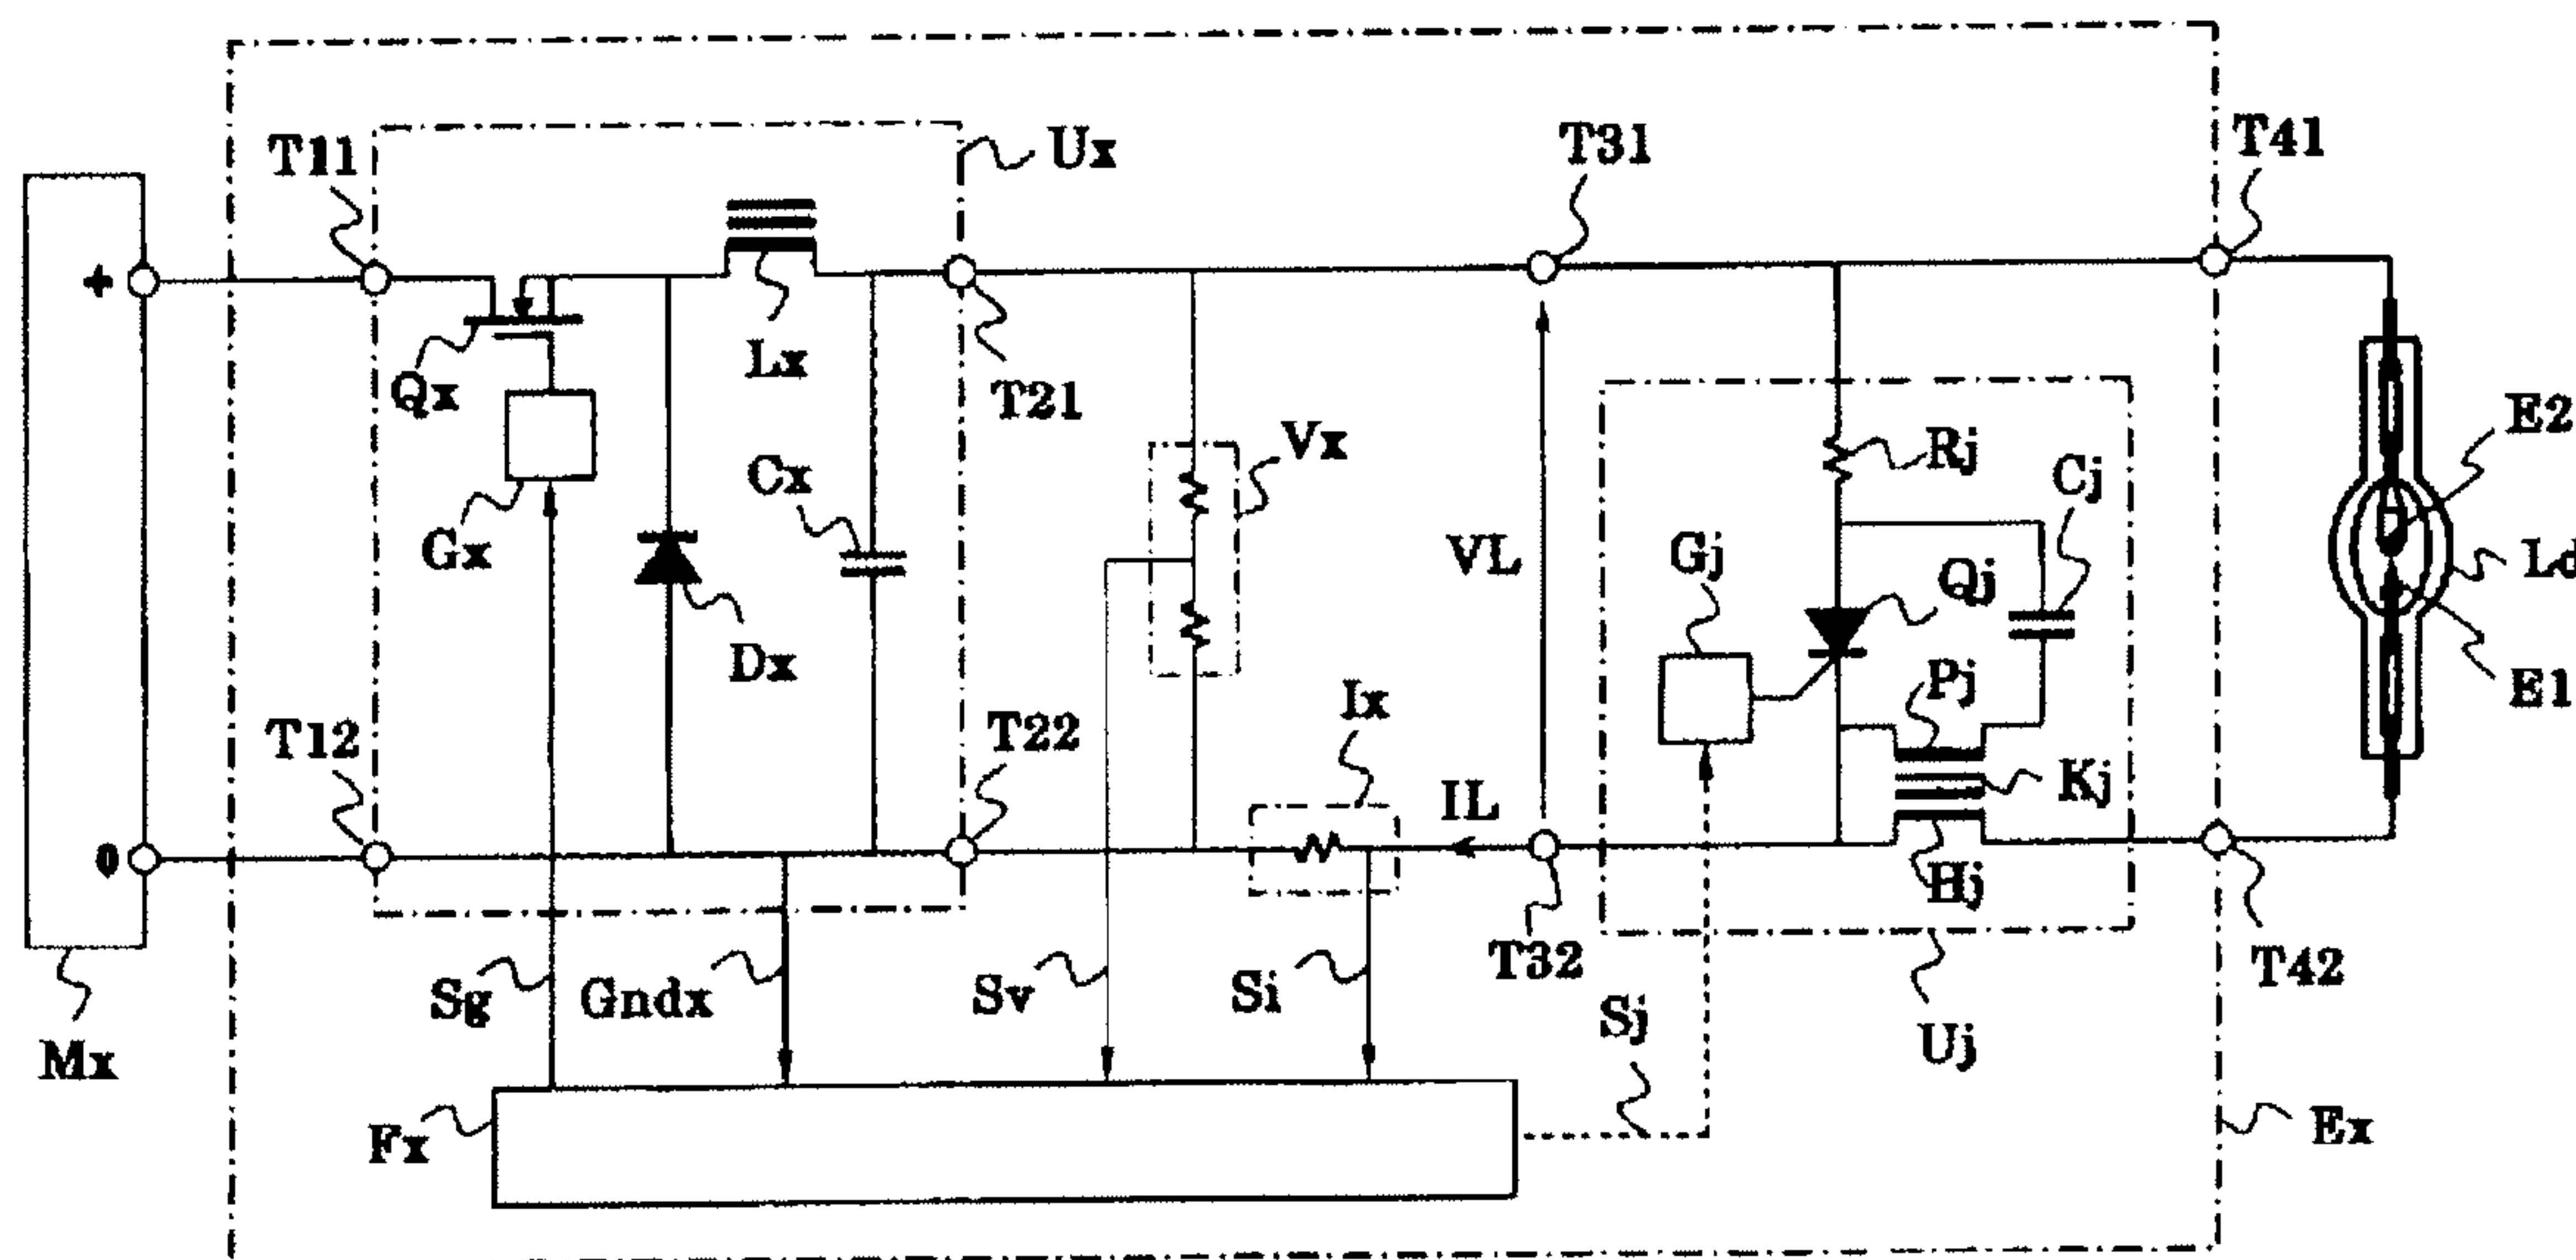 T11
Ux
T31
T41
+
Lx
Qx
T21
Vx
E2
Rj
Cj
Cx
Gx
VL
Gj
Qj
Ld
Dx
Pj
E1
Ix
T12
T22
IL
Kj
0
Hj
T32
T42
Sg
Gndx
Sv
Si
Sj
Uj
Mx
Fx
Ex